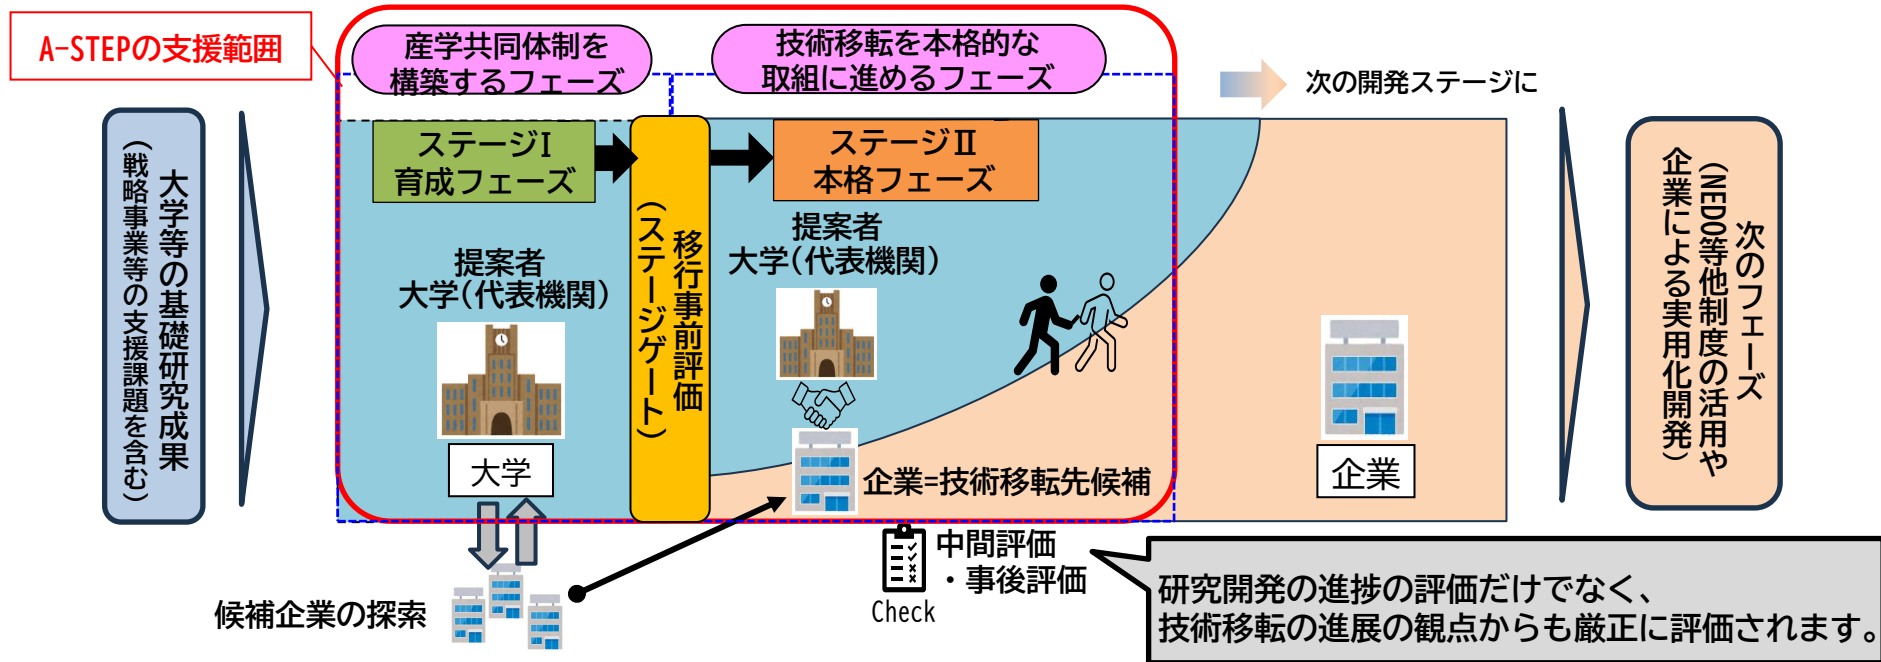 A-STEPの支援範囲
産学共同体制を
構築するフェーズ
技術移転を本格的な
取組に進めるフェーズ
次の開発ステージに
大学等の基礎研究成果
(戦略事業等の支援課題を含む)
ステージⅠ
育成フェーズ
移行事前評価
(ステージゲート)
ステージⅡ
本格フェーズ
提案者
大学(代表機関)
大学
提案者
大学(代表機関)
企業=技術移転先候補
企業
次のフェーズ
(NEDO等他制度の活用や
企業による実用化開発)
候補企業の探索
中間評価
・事後評価
Check
研究開発の進捗の評価だけでなく、
技術移転の進展の観点からも厳正に評価されます。